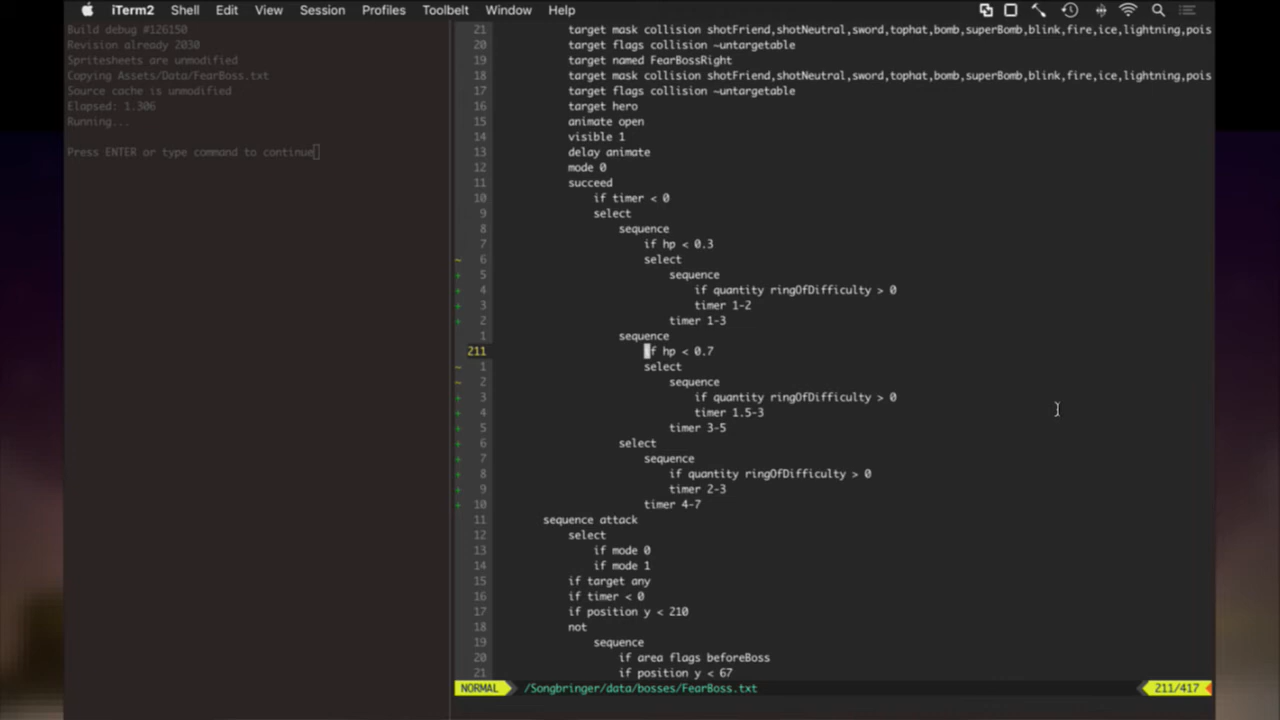 iTerm2 Shell Edit View Session Profiles Toolbelt Window Help
Build debug #126150
Revision already 2030
Spritesheets are unmodified
Copying Assets/Data/FearBoss.txt
Source cache is unmodified
Elapsed: 1.306
Running...
Press ENTER or type command to continue
21 target mask collision shotFriend,shotNeutral,sword,tophat,bomb,superBomb,blink,fire,ice,lightning,pois
20 target flags collision ~untargetable
19 target named FearBossRight
18 target mask collision shotFriend,shotNeutral,sword,tophat,bomb,superBomb,blink,fire,ice,lightning,pois
17 target flags collision ~untargetable
16 target hero
15 animate open
14 visible 1
13 delay animate
12 mode 0
11 succeed
10 if timer < 0
9 select
8 sequence
7 if hp < 0.3
~ 6 select
+ 5 sequence
+ 4 if quantity ringOfDifficulty > 0
+ 3 timer 1-2
+ 2 timer 1-3
1 sequence
211 if hp < 0.7
~ 1 select
~ 2 sequence
+ 3 if quantity ringOfDifficulty > 0
+ 4 timer 1.5-3
+ 5 timer 3-5
+ 6 select
+ 7 sequence
+ 8 if quantity ringOfDifficulty > 0
+ 9 timer 2-3
+ 10 timer 4-7
11 sequence attack
12 select
13 if mode 0
14 if mode 1
15 if target any
16 if timer < 0
17 if position y < 210
18 not
19 sequence
20 if area flags beforeBoss
21 if position y < 67
NORMAL /Songbringer/data/bosses/FearBoss.txt 211/417